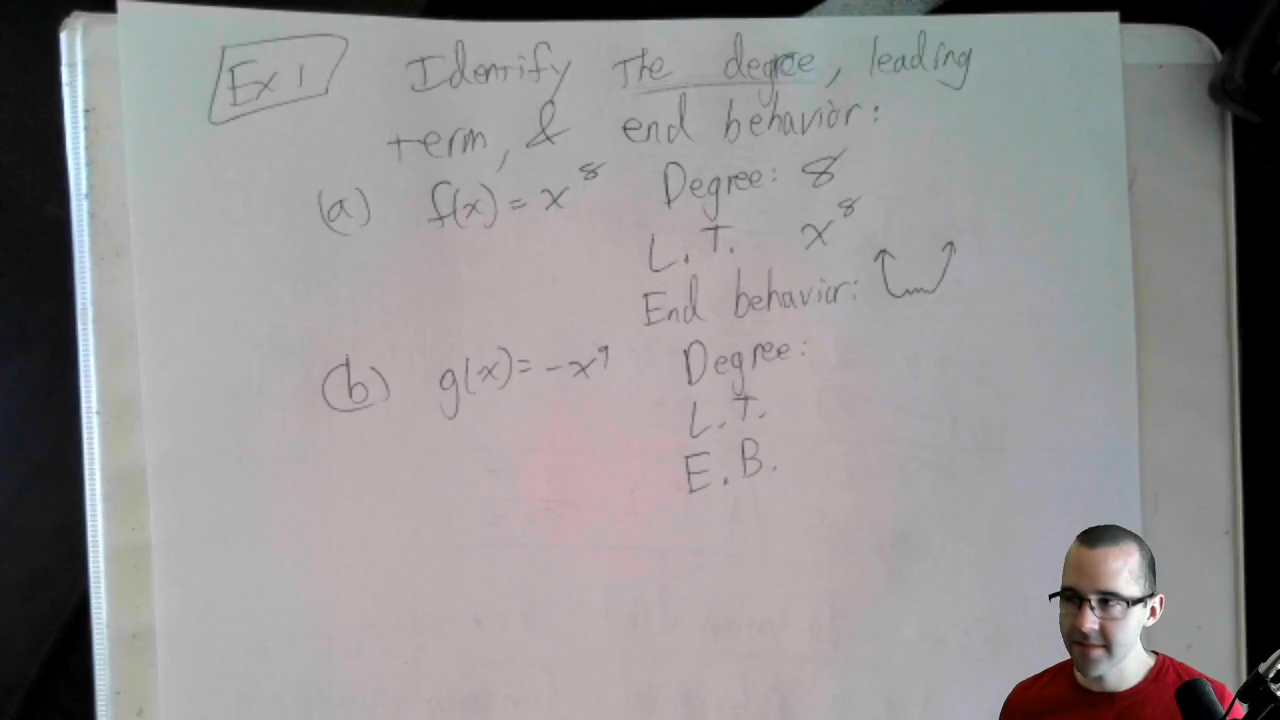 Ex 1 Identify the degree, leading
term, & end behavior:
(a) f(x) = x⁸ Degree: 8
L.T. x⁸
End behavior:
(b) g(x) = -x⁹ Degree:
L.T.
E.B.